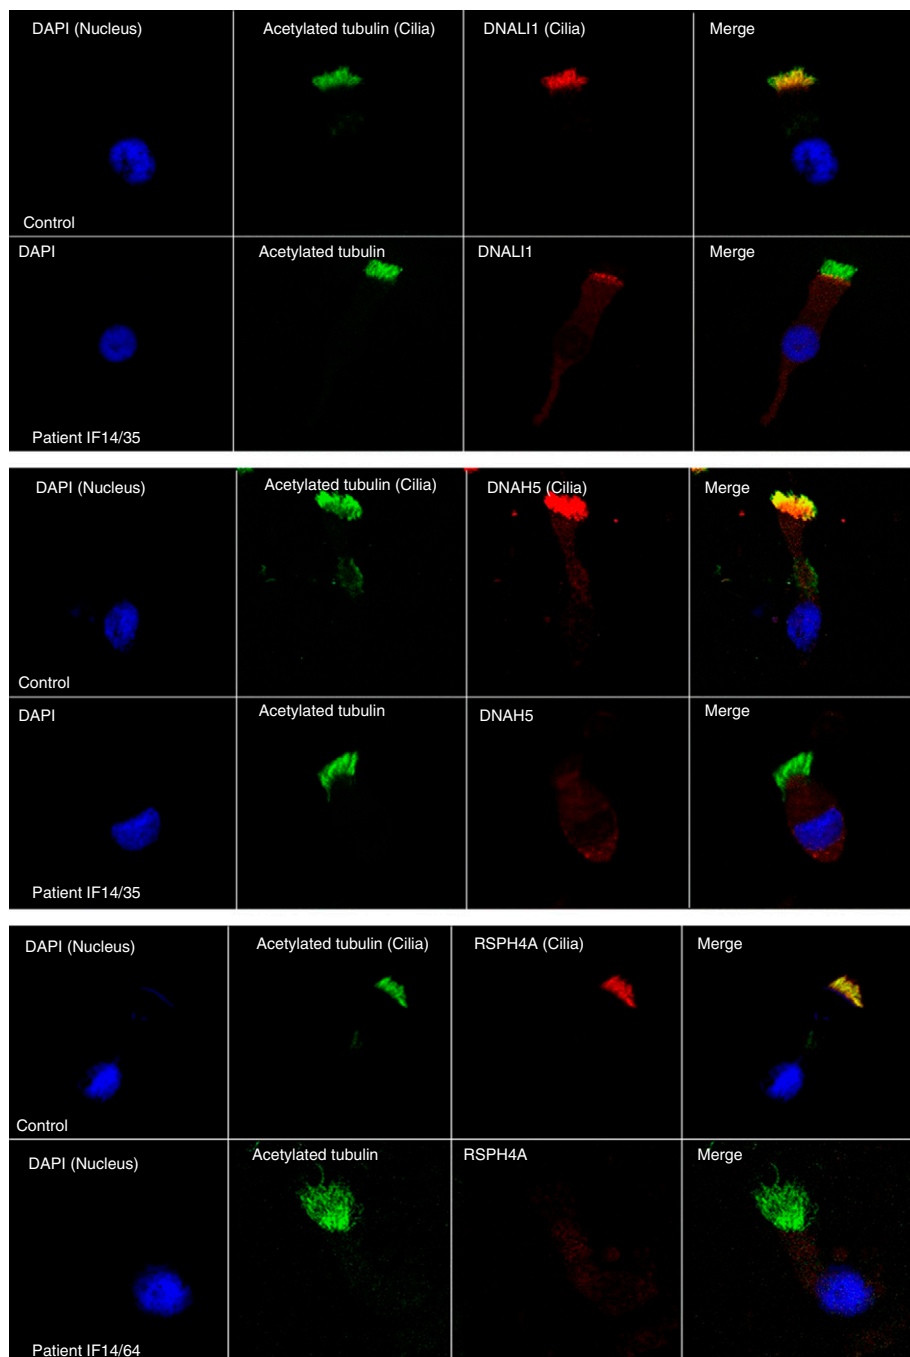 DAPI (Nucleus)
Acetylated tubulin (Cilia)
DNALI1 (Cilia)
Merge
Control
DAPI
Acetylated tubulin
DNALI1
Merge
Patient IF14/35
DAPI (Nucleus)
Acetylated tubulin (Cilia)
DNAH5 (Cilia)
Merge
Control
DAPI
Acetylated tubulin
DNAH5
Merge
Patient IF14/35
DAPI (Nucleus)
Acetylated tubulin (Cilia)
RSPH4A (Cilia)
Merge
Control
DAPI (Nucleus)
Acetylated tubulin
RSPH4A
Merge
Patient IF14/64